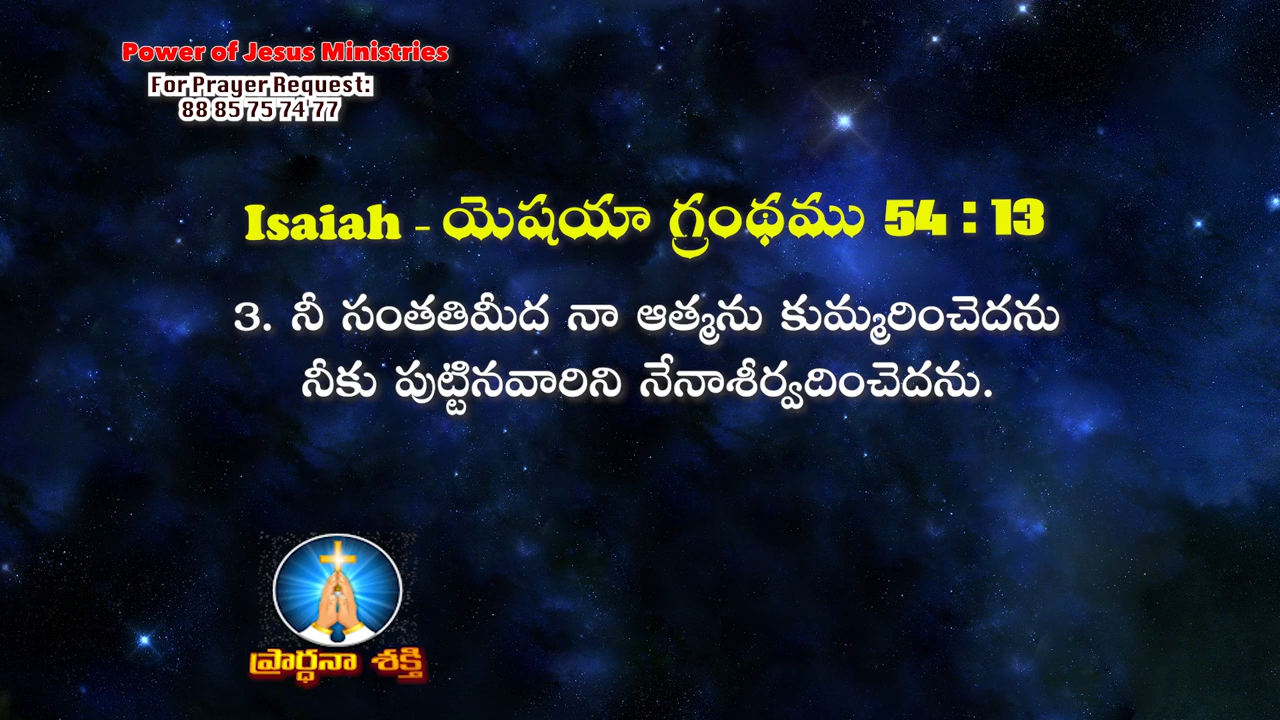 Power of Jesus Ministries
For Prayer Request:
88 85 75 74 77
Isaiah - యెషయా గ్రంథము 54 : 13
3. నీ సంతతిమీద నా ఆత్మను కుమ్మరించెదను
నీకు పుట్టినవారిని నేనాశీర్వదించెదను.
ప్రార్ధనా శక్తి